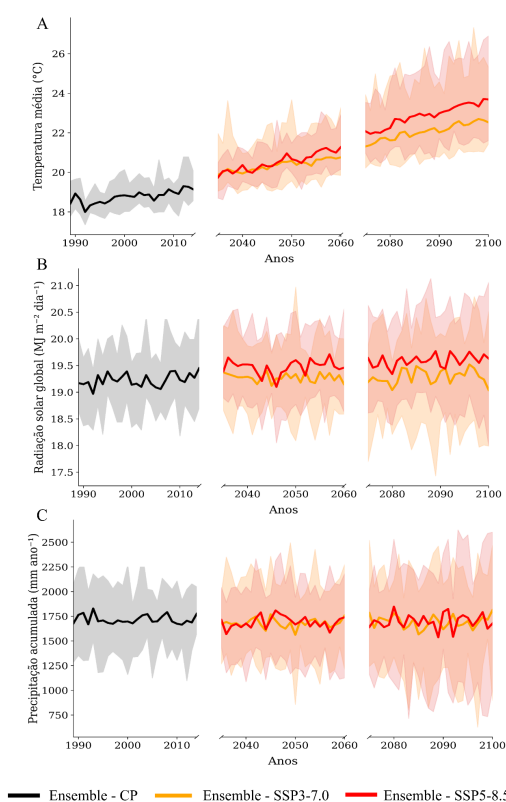 A
Temperatura média (°C)
26
24
22
20
18
1990 2000 2010 2040 2050 2060 2080 2090 2100
Anos
B
Radiação solar global (MJ m⁻² dia⁻¹)
21.0
20.5
20.0
19.5
19.0
18.5
18.0
17.5
1990 2000 2010 2040 2050 2060 2080 2090 2100
Anos
C
Precipitação acumulada (mm ano⁻¹)
2500
2250
2000
1750
1500
1250
1000
750
1990 2000 2010 2040 2050 2060 2080 2090 2100
Anos
Ensemble - CP Ensemble - SSP3-7.0 Ensemble - SSP5-8.5